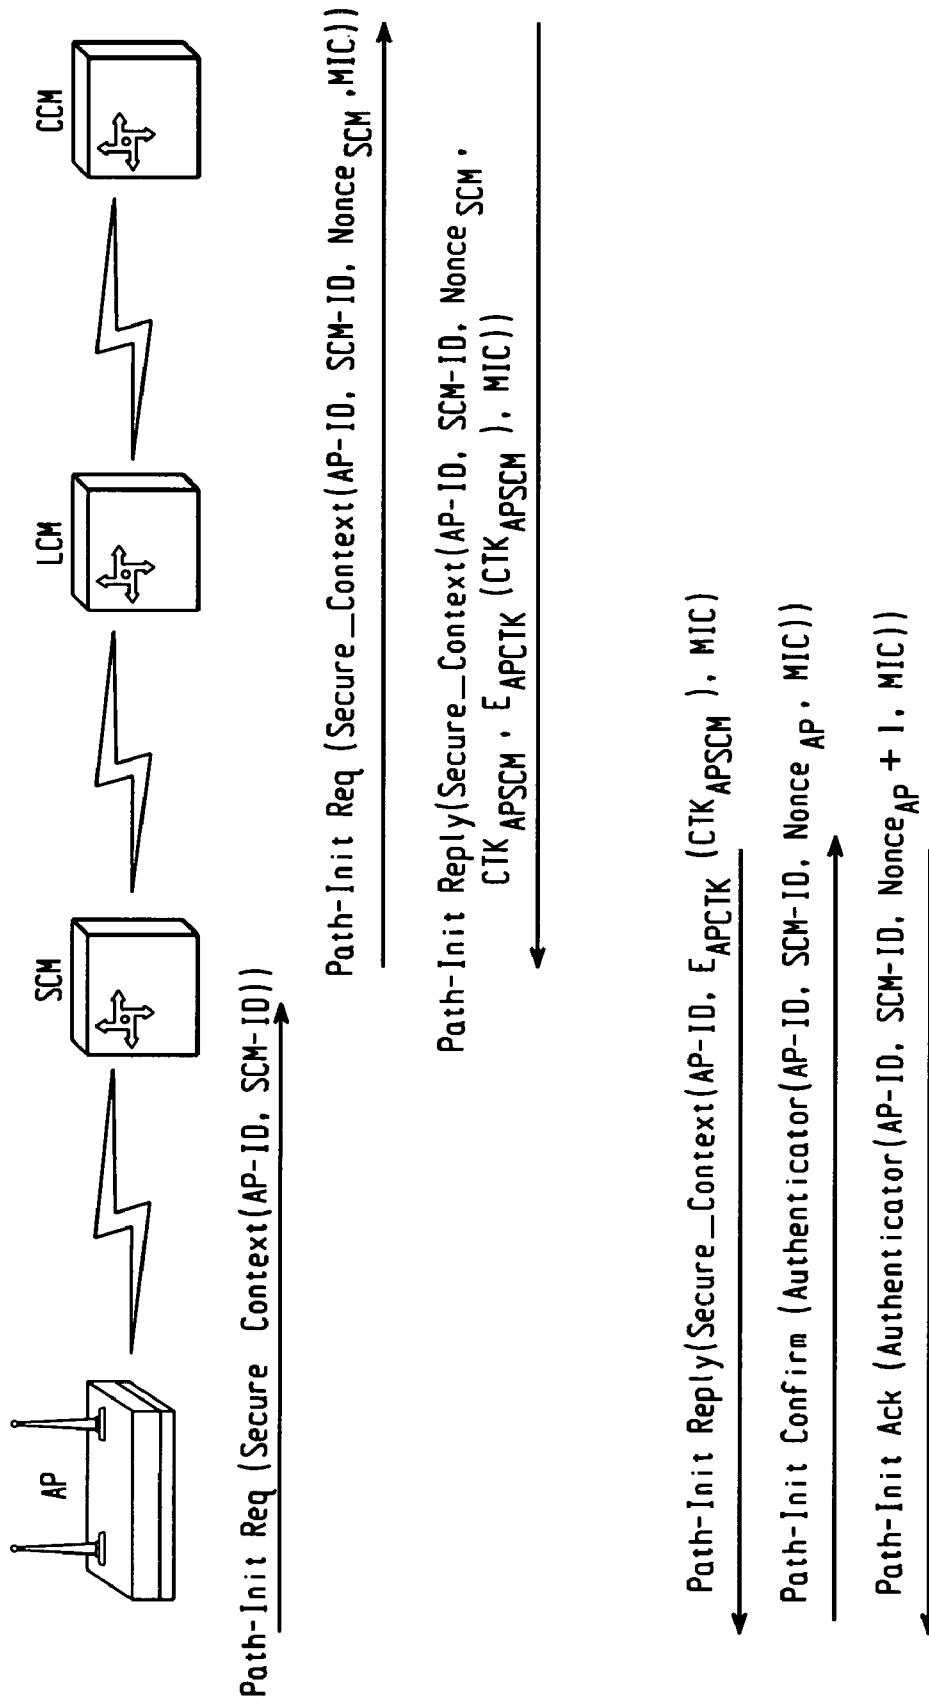 AP
SCM
LCM
CCM
Path-Init Req (Secure Context(AP-ID, SCM-ID))
Path-Init Req (Secure_Context(AP-ID, SCM-ID, Nonce SCM ,MIC))
Path-Init Reply(Secure_Context(AP-ID, SCM-ID, Nonce SCM,
CTK APSCM, E APCTK (CTK APSCM ), MIC))
Path-Init Reply(Secure_Context(AP-ID, E APCTK (CTK APSCM ), MIC)
Path-Init Confirm (Authenticator(AP-ID, SCM-ID, Nonce AP, MIC))
Path-Init Ack (Authenticator(AP-ID, SCM-ID, Nonce AP + 1, MIC))